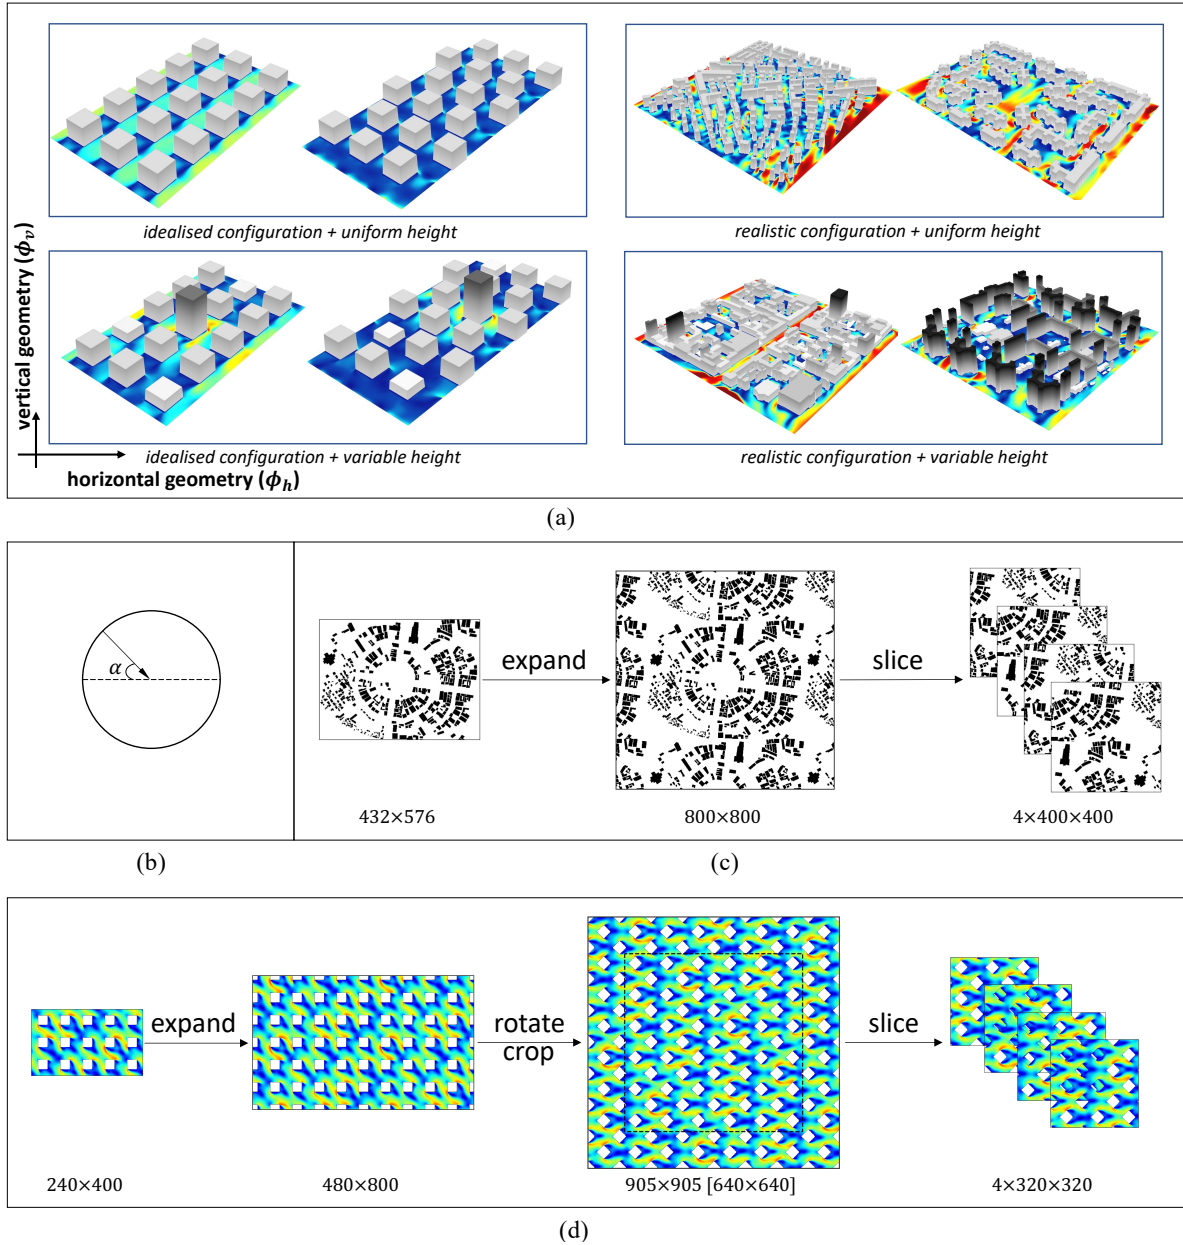 idealised configuration + uniform height
realistic configuration + uniform height
vertical geometry (ϕ_v)
idealised configuration + variable height
realistic configuration + variable height
horizontal geometry (ϕ_h)
(a)
α
expand
slice
432×576
800×800
4×400×400
(b)
(c)
expand
rotate
crop
slice
240×400
480×800
905×905 [640×640]
4×320×320
(d)